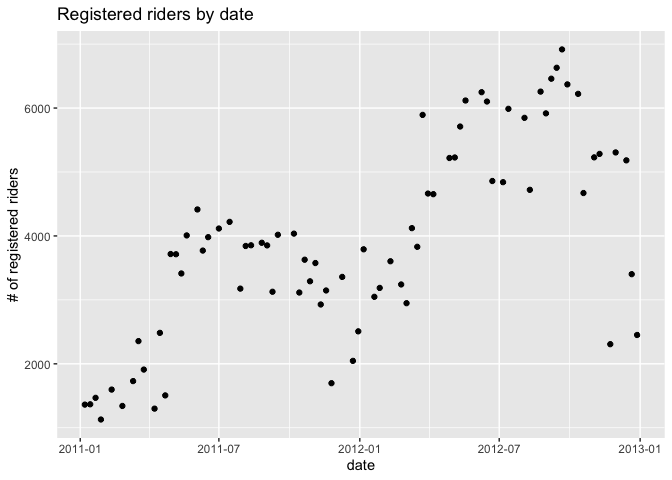 Registered riders by date
# of registered riders
6000
4000
2000
2011-01
2011-07
2012-01
2012-07
2013-01
date